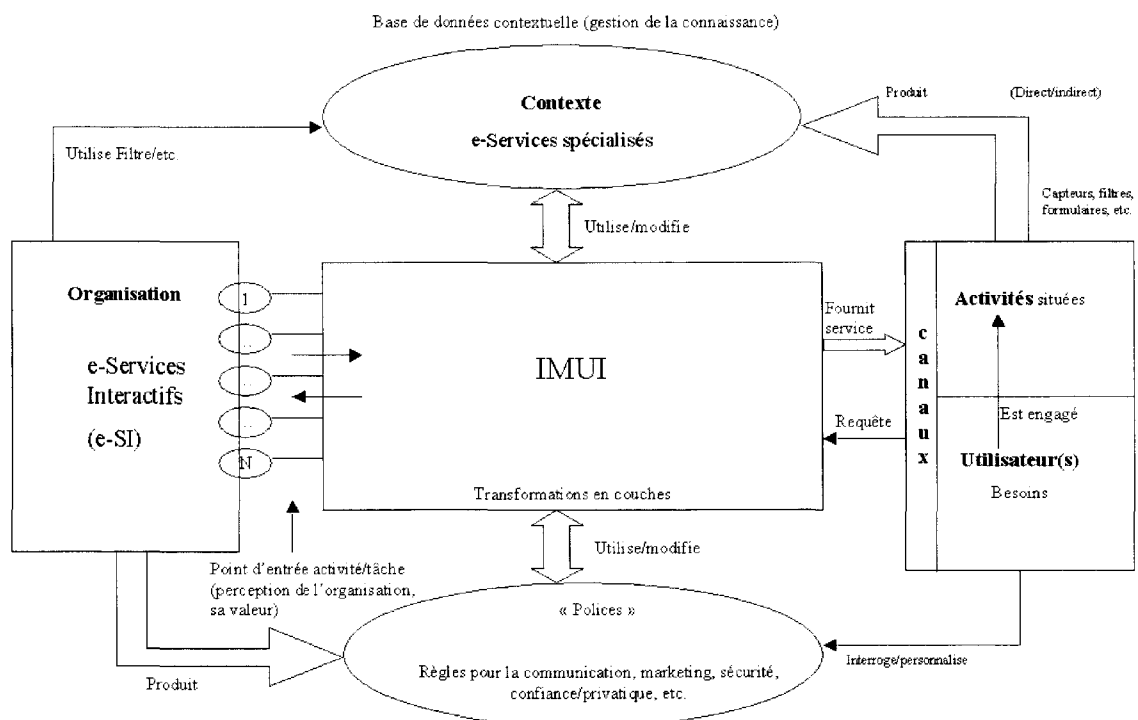 Base de données contextuelle (gestion de la connaissance)
Contexte
e-Services spécialisés
Produit
(Direct/indirect)
Utilise Filtre/etc.
Capteurs, filtres,
formulaires, etc.
Utilise/modifie
Organisation
e-Services
Interactifs
(e-SI)
1
...
...
...
N
IMUI
Transformations en couches
Fournit
service
Requête
canaux
Activités situées
Est engagé
Utilisateur(s)
Besoins
Utilise/modifie
Point d'entrée activité/tâche
(perception de l'organisation,
sa valeur)
Produit
« Polices »
Règles pour la communication, marketing, sécurité,
confiance/privatique, etc.
Interroge/personnalise